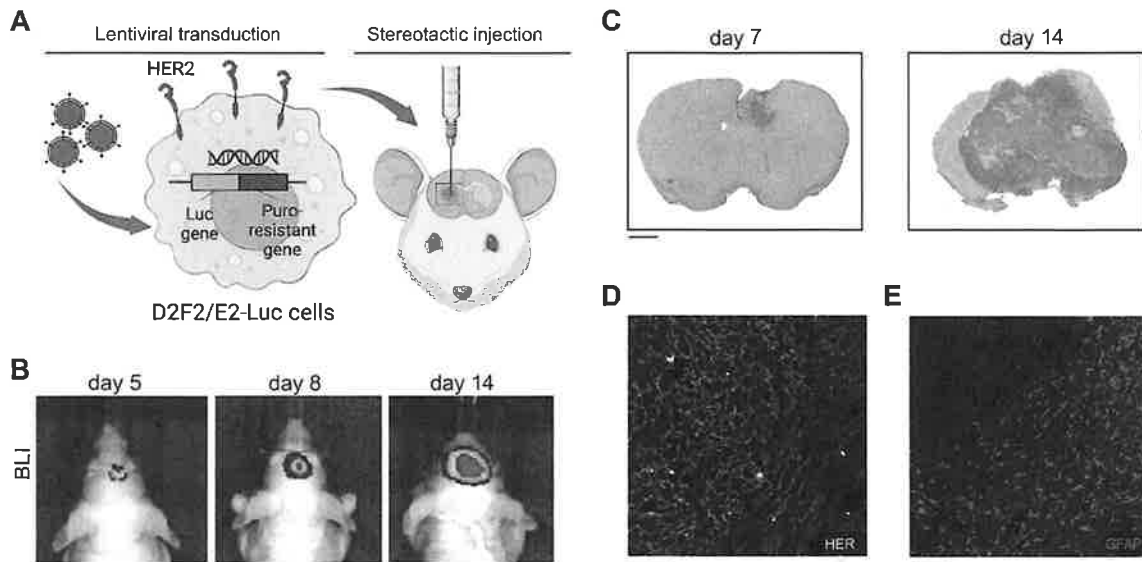 A
Lentiviral transduction
Stereotactic injection
HER2
Luc
gene
Puro-
resistant
gene
D2F2/E2-Luc cells
B
day 5
day 8
day 14
BLI
C
day 7
day 14
D
HER
E
GFAP